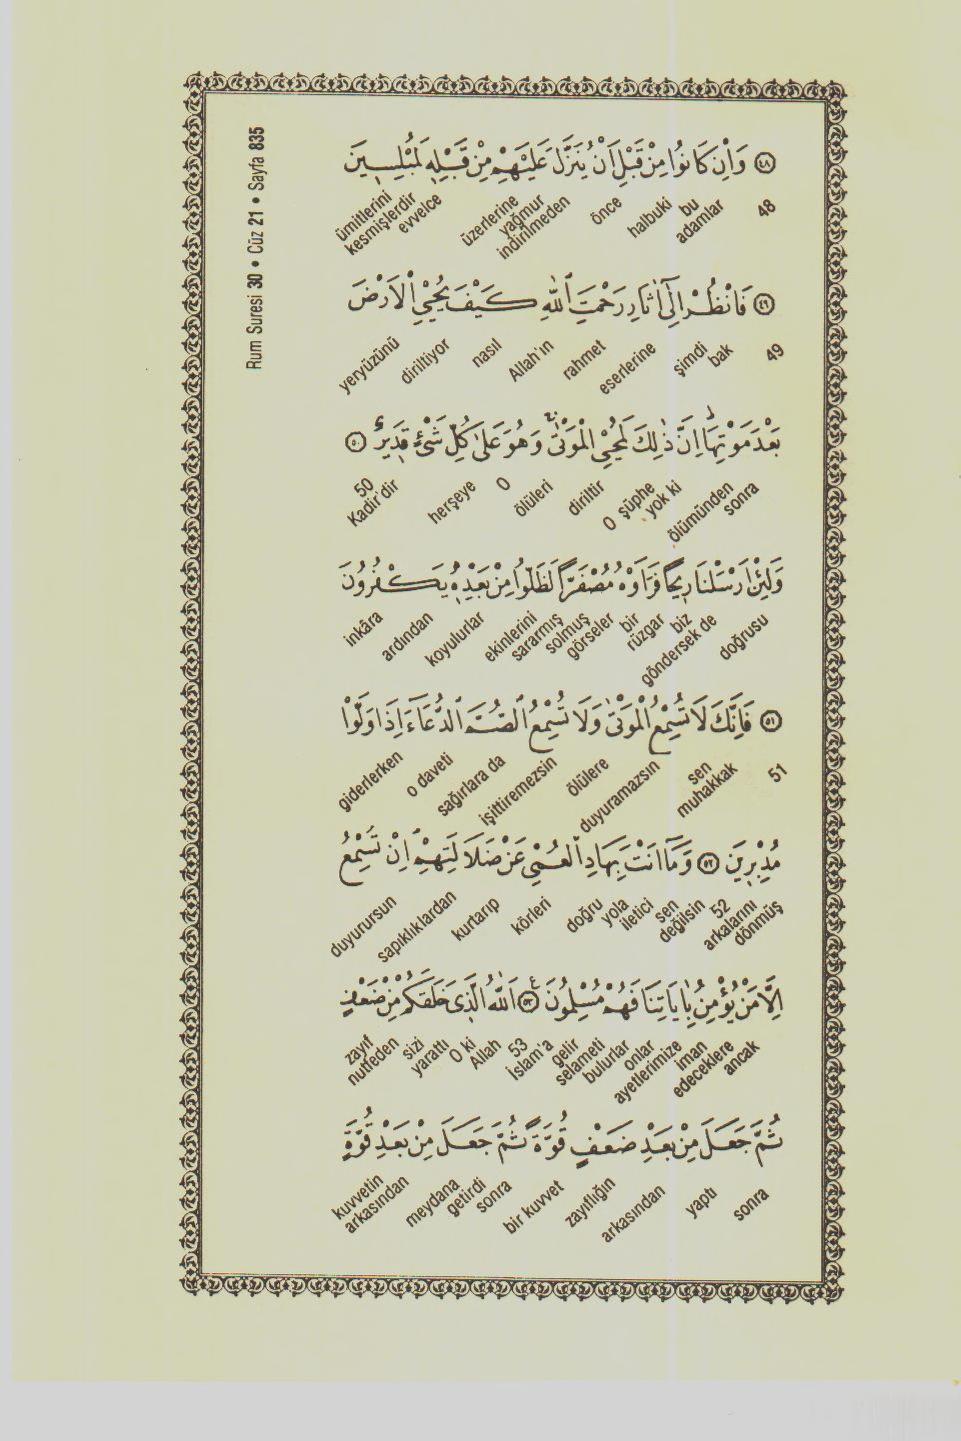 Rum Suresi 30 • Cüz 21 • Sayfa 835
﴿٤٨﴾ وَاِنْ كَانُوا مِنْ قَبْلِ اَنْ يُنَزَّلَ عَلَيْهِمْ مِنْ قَبْلِهٖ لَمُبْلِسٖينَ
48 bu adamlar halbuki önce üzerlerine yağmur indirilmeden evvelce ümitlerini kesmişlerdir
﴿٤٩﴾ فَانْظُرْ اِلٰٓى اٰثَارِ رَحْمَتِ اللّٰهِ كَيْفَ يُحْيِي الْاَرْضَ
49 şimdi bak eserlerine rahmet Allah'ın nasıl diriltiyor yeryüzünü
بَعْدَ مَوْتِهَا اِنَّ ذٰلِكَ لَمُحْيِي الْمَوْتٰى وَهُوَ عَلٰى كُلِّ شَيْءٍ قَدٖيرٌ ﴿٥٠﴾
ölümünden sonra O şüphe yok ki diriltir ölüleri O herşeye 50 Kadir'dir
وَلَئِنْ اَرْسَلْنَا رٖيحًا فَرَاَوْهُ مُصْفَرًّا لَظَلُّوا مِنْ بَعْدِهٖ يَكْفُرُونَ
doğrusu biz göndersek de bir rüzgar ekinlerini sararmış solmuş görseler koyulurlar ardından inkâra
﴿٥١﴾ فَاِنَّكَ لَا تُسْمِعُ الْمَوْتٰى وَلَا تُسْمِعُ الصُّمَّ الدُّعَٓاءَ اِذَا وَلَّوْا
51 sen muhakkak duyuramazsın ölülere işittiremezsin sağırlara da o daveti giderlerken
مُدْبِرٖينَ ﴿٥٢﴾ وَمَٓا اَنْتَ بِهَادِ الْعُمْيِ عَنْ ضَلَالَتِهِمْ اِنْ تُسْمِعُ
52 arkalarını dönmüş sen değilsin doğru yola iletici körleri kurtarıp sapıklıklardan duyurursun
اِلَّا مَنْ يُؤْمِنُ بِاٰيَاتِنَا فَهُمْ مُسْلِمُونَ ﴿٥٣﴾ اَللّٰهُ الَّذٖي خَلَقَكُمْ مِنْ ضَعْفٍ
ancak iman edeceklere onlar ayetlerimize gelir selameti bulurlar 53 İslam'a Allah O ki sizi yarattı zayıf nutfeden
ثُمَّ جَعَلَ مِنْ بَعْدِ ضَعْفٍ قُوَّةً ثُمَّ جَعَلَ مِنْ بَعْدِ قُوَّةٍ
sonra yaptı arkasından zayıflığın bir kuvvet sonra meydana getirdi kuvvetin arkasından